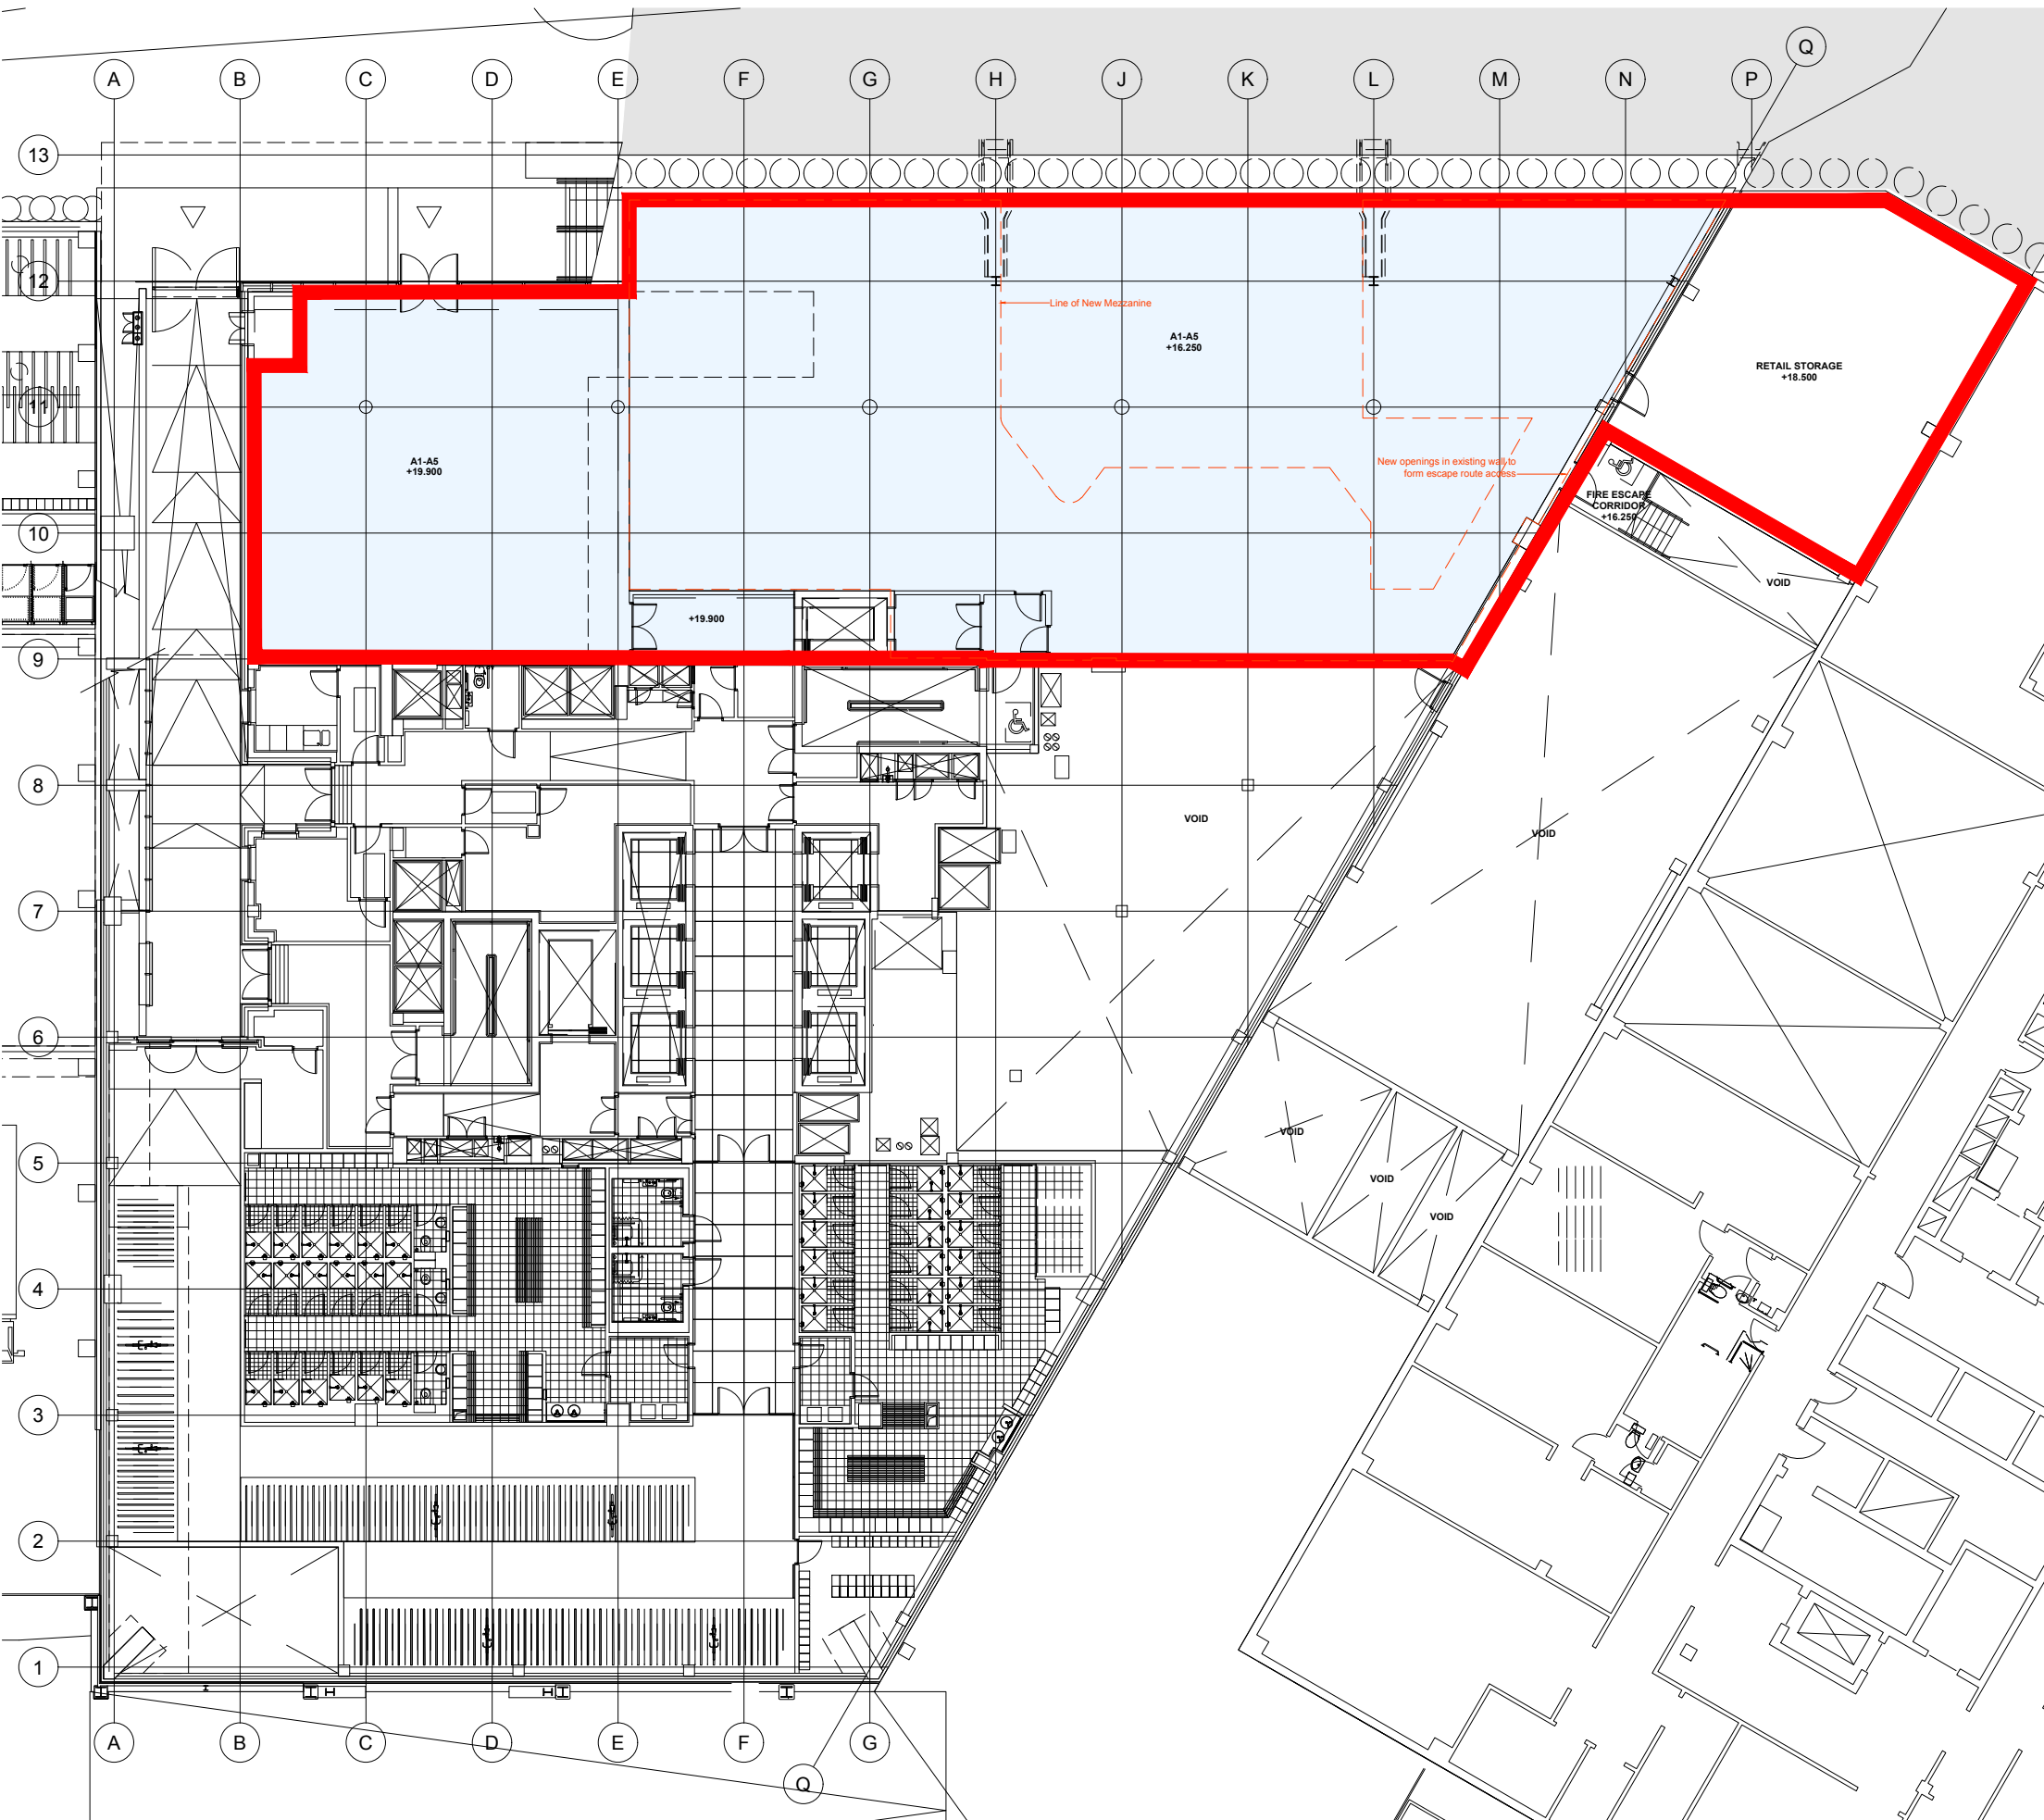 Q
A
B
C
D
E
F
G
H
J
K
L
M
N
P
13
12
Line of New Mezzanine
A1-A5
+16.250
RETAIL STORAGE
+18.500
11
A1-A5
+19.900
New openings in existing wall to
form escape route access
FIRE ESCAPE
CORRIDOR
+16.250
10
VOID
+19.900
9
8
VOID
VOID
7
6
5
VOID
VOID
VOID
4
3
2
1
A
B
C
D
E
F
G
Q